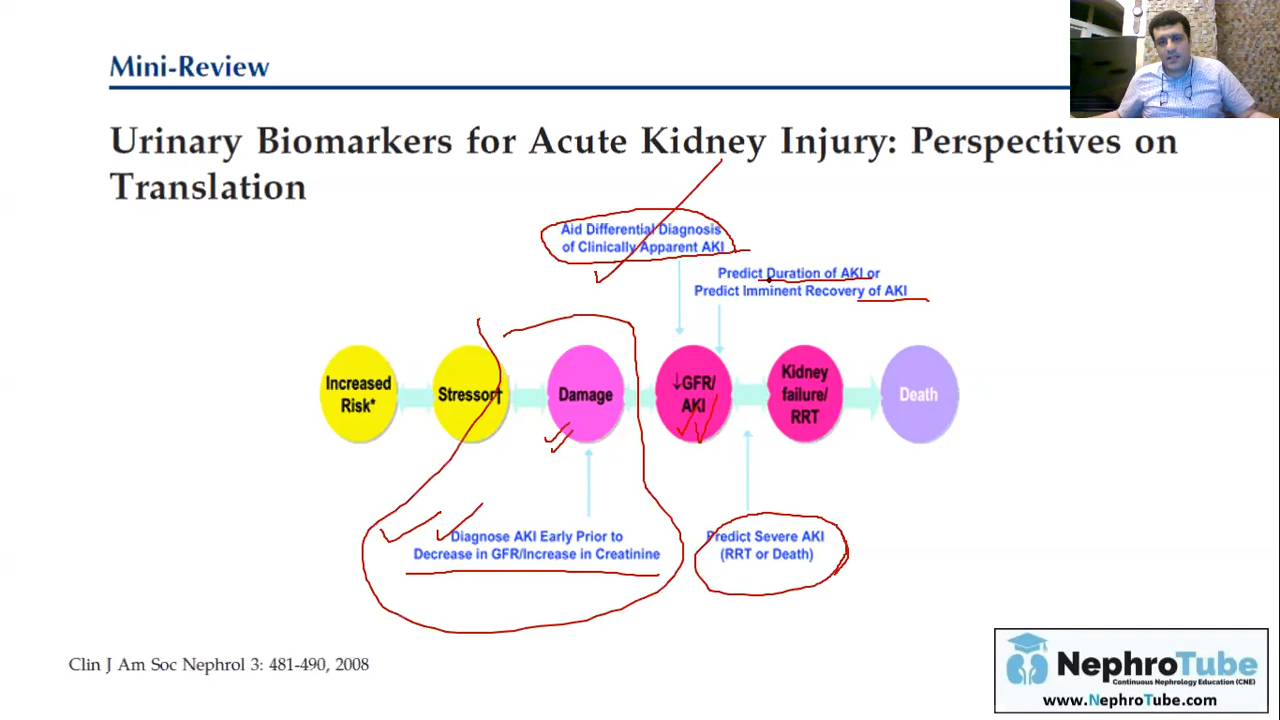 Mini-Review
Urinary Biomarkers for Acute Kidney Injury: Perspectives on
Translation
Aid Differential Diagnosis
of Clinically Apparent AKI
Predict Duration of AKI or
Predict Imminent Recovery of AKI
Increased
Risk*
Stressor†
Damage
↓GFR/
AKI
Kidney
failure/
RRT
Death
Diagnose AKI Early Prior to
Decrease in GFR/Increase in Creatinine
Predict Severe AKI
(RRT or Death)
Clin J Am Soc Nephrol 3: 481-490, 2008
NephroTube
Continuous Nephrology Education (CNE)
www.NephroTube.com